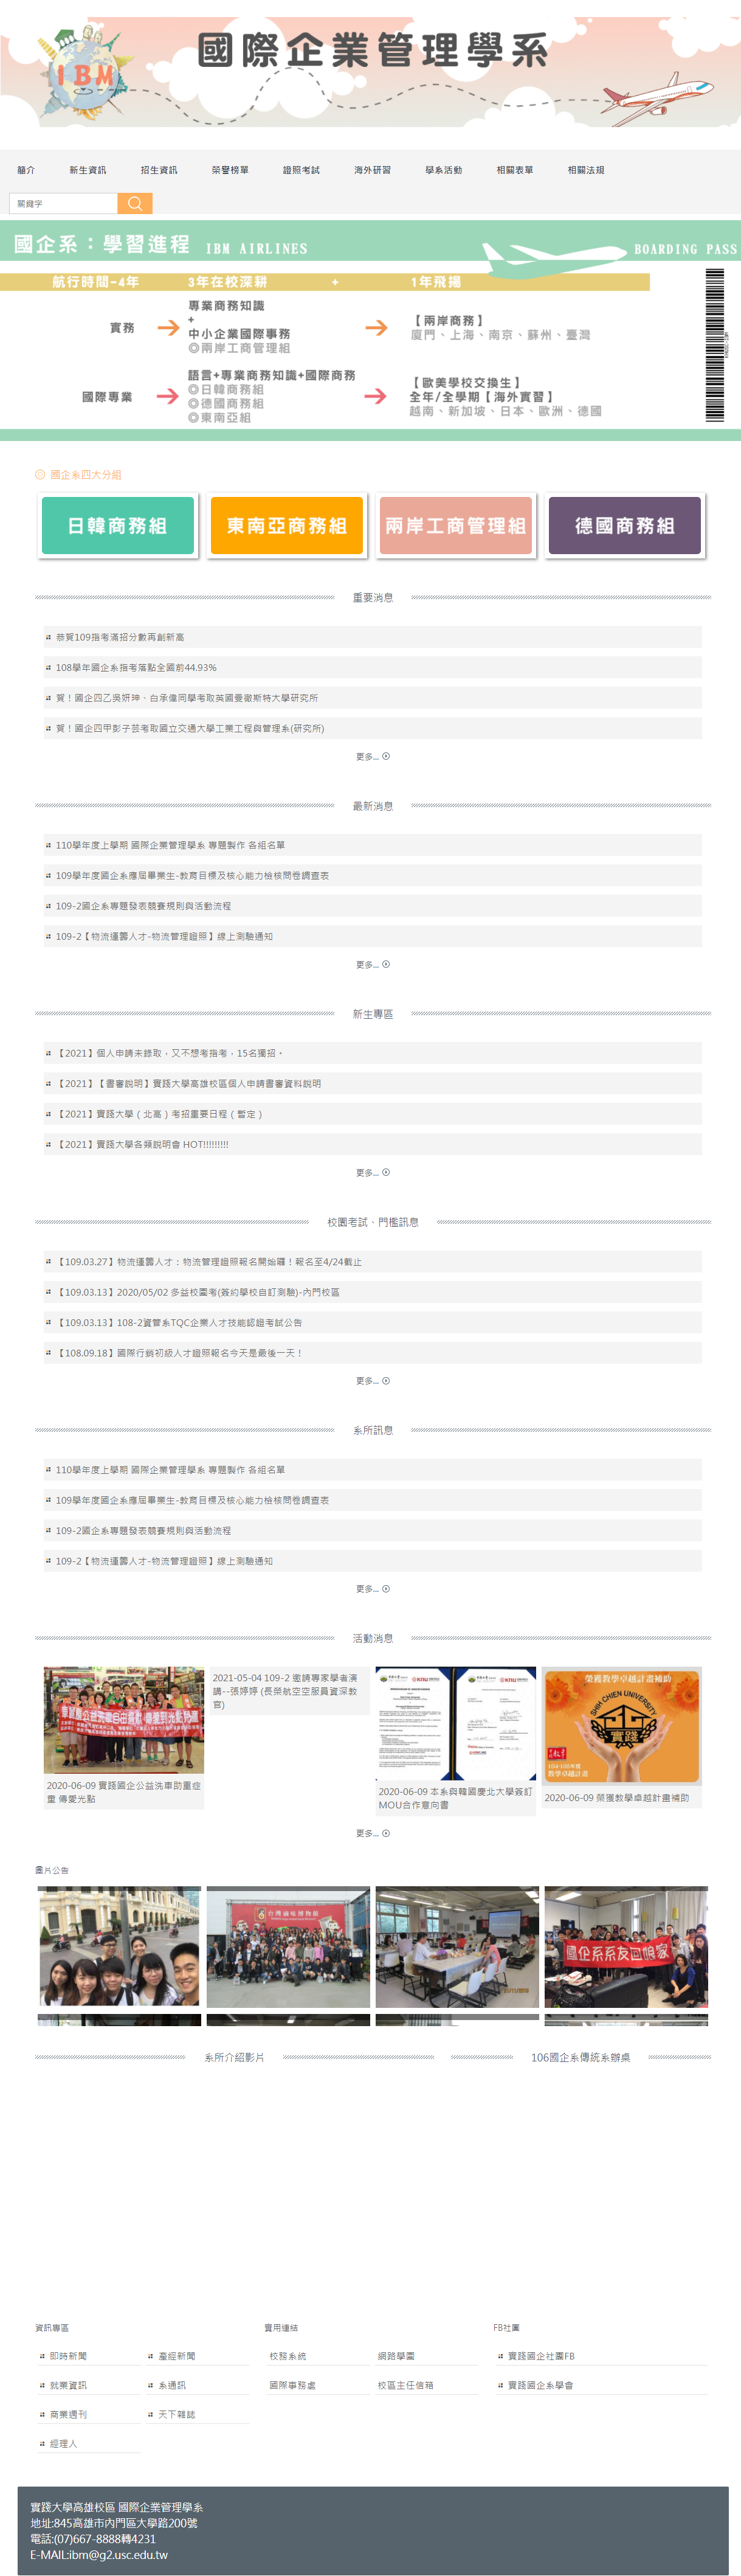 IBM
國際企業管理學系
簡介
新生資訊
招生資訊
榮譽榜單
證照考試
海外研習
學系活動
相關表單
相關法規
關鍵字
國企系：學習進程 IBM AIRLINES
BOARDING PASS
航行時間-4年 3年在校深耕 + 1年飛揚
實務
專業商務知識
+
中小企業國際事務
◎兩岸工商管理組
【兩岸商務】
廈門、上海、南京、蘇州、臺灣
國際專業
語言+專業商務知識+國際商務
◎日韓商務組
◎德國商務組
◎東南亞組
【歐美學校交換生】
全年/全學期【海外實習】
越南、新加坡、日本、歐洲、德國
國企系四大分組
日韓商務組
東南亞商務組
兩岸工商管理組
德國商務組
重要消息
恭賀109指考滿招分數再創新高
108學年國企系指考落點全國前44.93%
賀！國企四乙吳妍珅、白承偉同學考取英國曼徹斯特大學研究所
賀！國企四甲彭子芸考取國立交通大學工業工程與管理系(研究所)
更多...
最新消息
110學年度上學期 國際企業管理學系 專題製作 各組名單
109學年度國企系應屆畢業生-教育目標及核心能力檢核問卷調查表
109-2國企系專題發表競賽規則與活動流程
109-2【物流運籌人才-物流管理證照】線上測驗通知
更多...
新生專區
【2021】個人申請未錄取，又不想考指考，15名獨招。
【2021】【書審說明】實踐大學高雄校區個人申請書審資料說明
【2021】實踐大學（北高）考招重要日程（暫定）
【2021】實踐大學各類說明會 HOT!!!!!!!!!
更多...
校園考試、門檻訊息
【109.03.27】物流運籌人才：物流管理證照報名開始囉！報名至4/24截止
【109.03.13】2020/05/02 多益校園考(簽約學校自訂測驗)-內門校區
【109.03.13】108-2資管系TQC企業人才技能認證考試公告
【108.09.18】國際行銷初級人才證照報名今天是最後一天！
更多...
系所訊息
110學年度上學期 國際企業管理學系 專題製作 各組名單
109學年度國企系應屆畢業生-教育目標及核心能力檢核問卷調查表
109-2國企系專題發表競賽規則與活動流程
109-2【物流運籌人才-物流管理證照】線上測驗通知
更多...
活動消息
2020-06-09 實踐國企公益洗車助重症
童 傳愛光點
2021-05-04 109-2 邀請專家學者演
講--張婷婷 (長榮航空空服員資深教
官)
2020-06-09 本系與韓國慶北大學簽訂
MOU合作意向書
榮獲教學卓越計畫補助
SHIH CHIEN UNIVERSITY
實踐
104-105年度
教學卓越計畫
2020-06-09 榮獲教學卓越計畫補助
更多...
圖片公告
台灣滷味博物館
國企系系友回娘家
系所介紹影片
106國企系傳統系辦桌
資訊專區
即時新聞
產經新聞
就業資訊
系通訊
商業週刊
天下雜誌
經理人
實用連結
校務系統
網路學園
國際事務處
校區主任信箱
FB社團
實踐國企社團FB
實踐國企系學會
實踐大學高雄校區 國際企業管理學系
地址:845高雄市內門區大學路200號
電話:(07)667-8888轉4231
E-MAIL:ibm@g2.usc.edu.tw